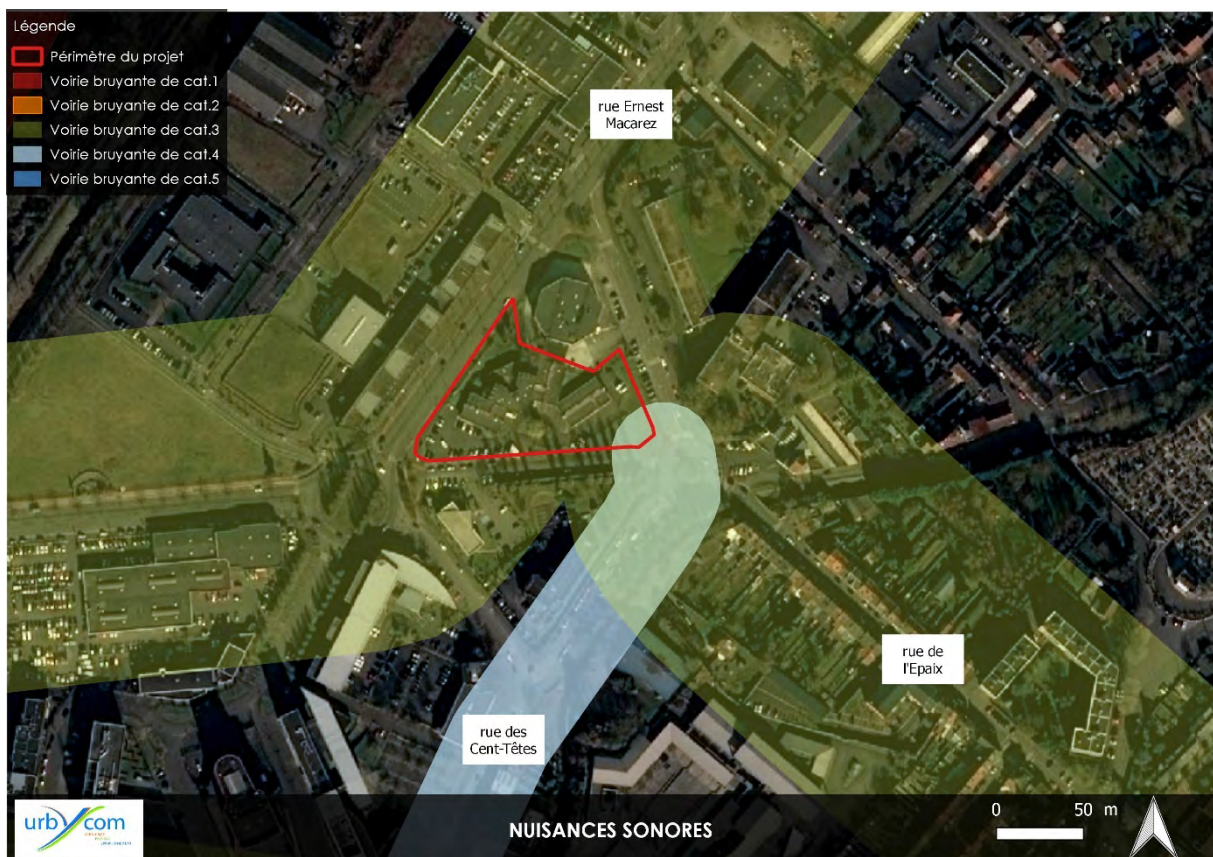 Légende
Périmètre du projet
Voirie bruyante de cat.1
Voirie bruyante de cat.2
Voirie bruyante de cat.3
Voirie bruyante de cat.4
Voirie bruyante de cat.5
rue Ernest
Macarez
rue de
l'Epaix
rue des
Cent-Têtes
urbycom
NUISANCES SONORES
0 50 m